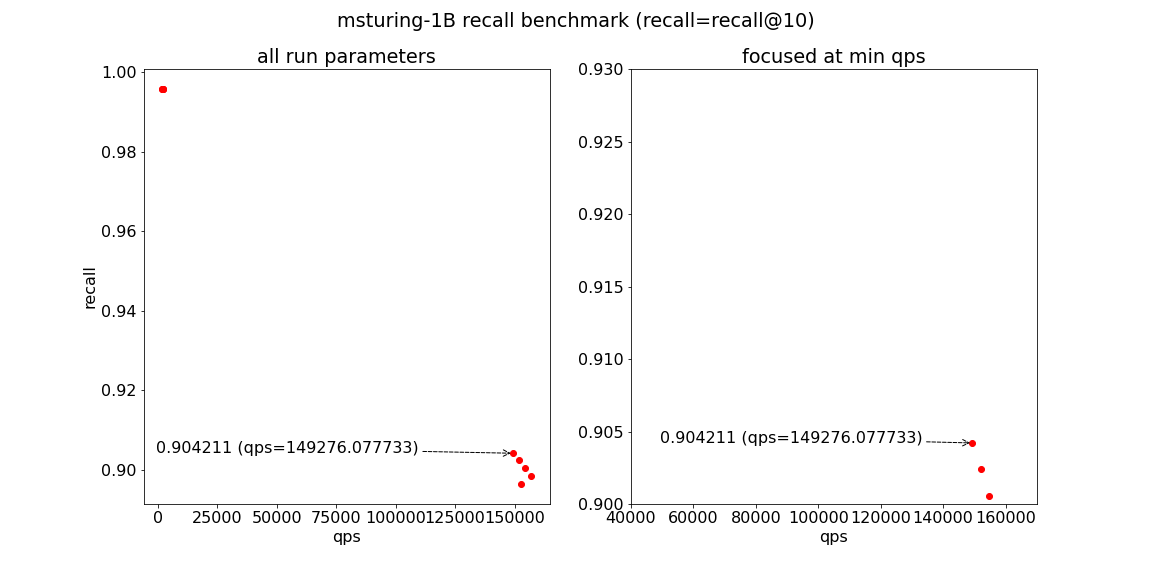 msturing-1B recall benchmark (recall=recall@10)
all run parameters
1.00
0.98
0.96
0.94
0.92
0.90
recall
0.904211 (qps=149276.077733)
0 25000 50000 75000 100000 125000 150000
qps
focused at min qps
0.930
0.925
0.920
0.915
0.910
0.905
0.900
0.904211 (qps=149276.077733)
40000 60000 80000 100000 120000 140000 160000
qps